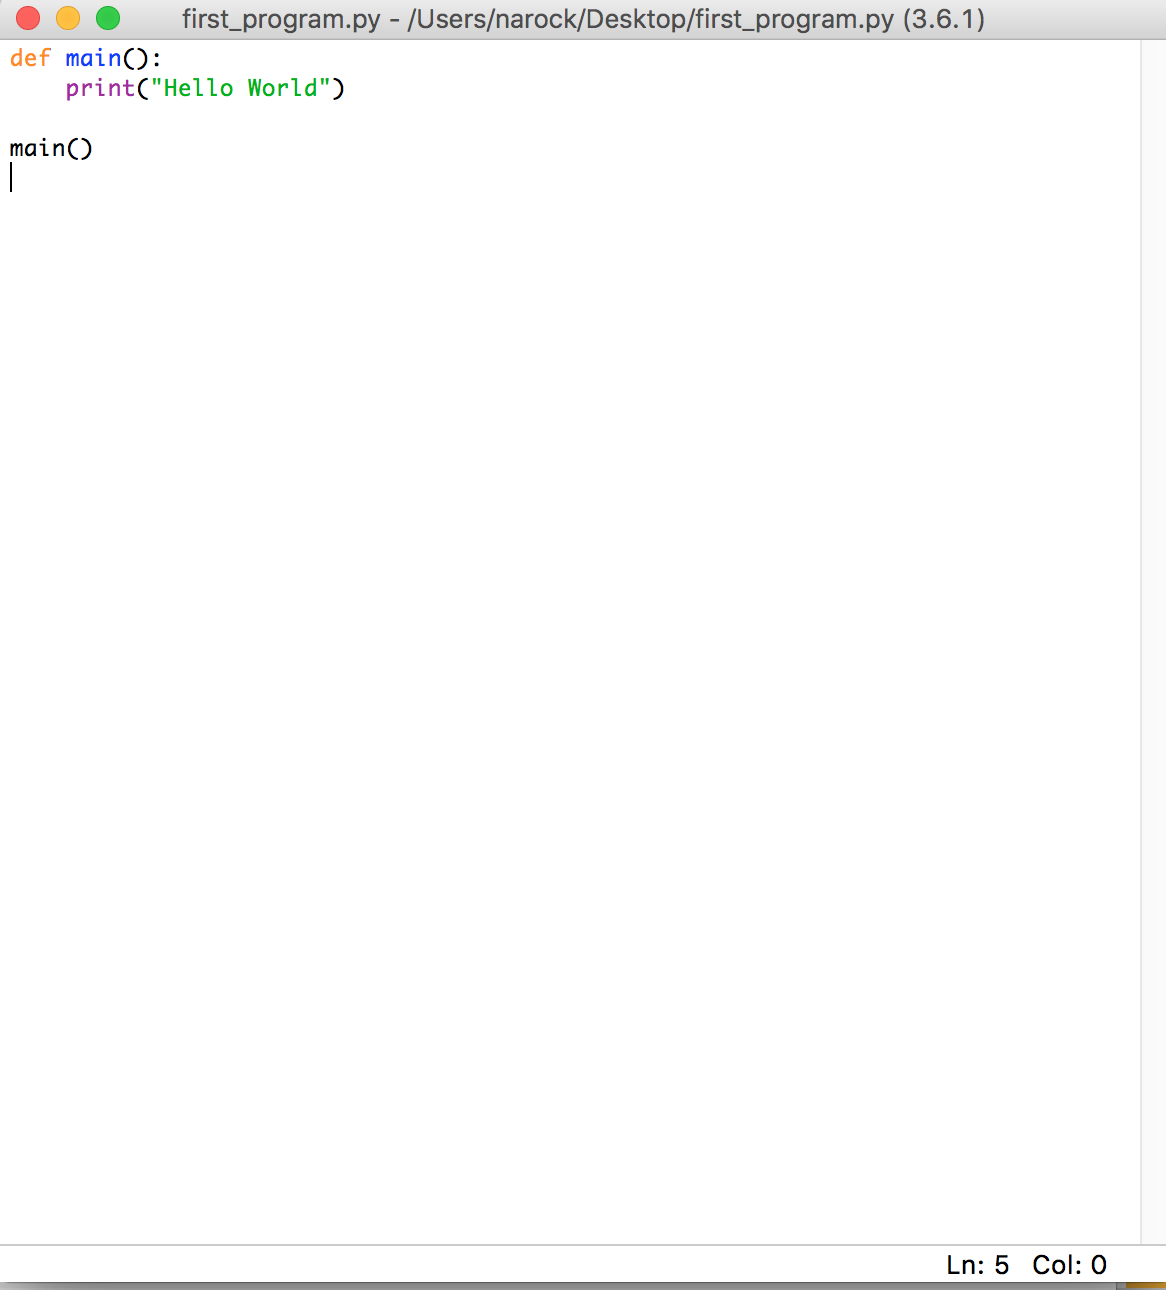 first_program.py - /Users/narock/Desktop/first_program.py (3.6.1)
def main():
    print("Hello World")

main()
Ln: 5 Col: 0